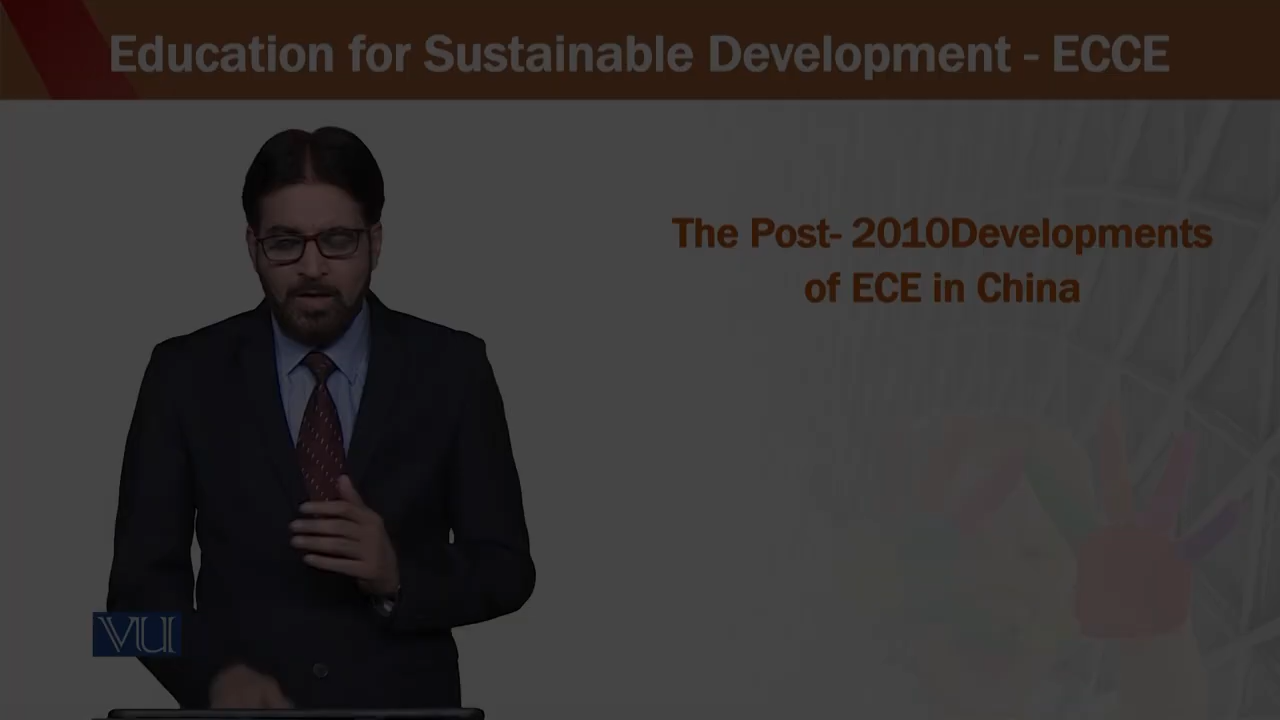 Education for Sustainable Development - ECCE
The Post- 2010Developments
of ECE in China
VU